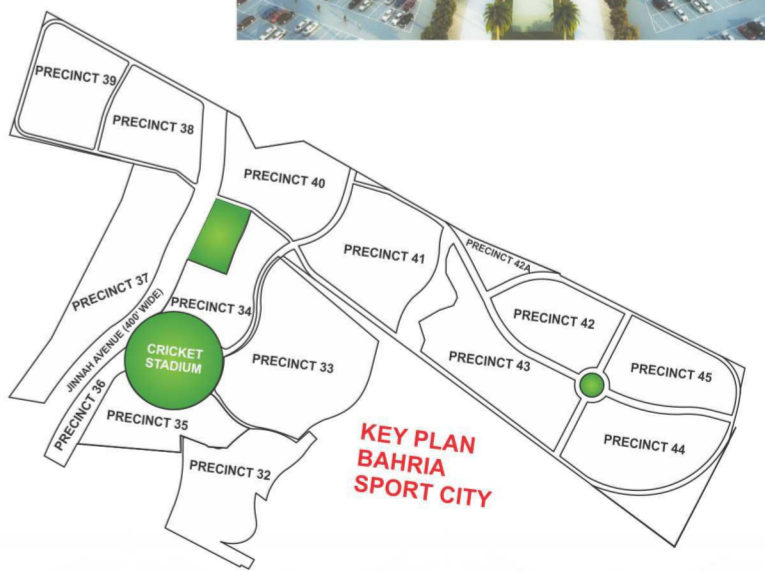 PRECINCT 39
PRECINCT 38
PRECINCT 40
PRECINCT 41
PRECINCT 42A
PRECINCT 37
PRECINCT 34
JINNAH AVENUE (400' WIDE)
PRECINCT 42
CRICKET
STADIUM
PRECINCT 33
PRECINCT 43
PRECINCT 45
PRECINCT 36
PRECINCT 35
PRECINCT 44
PRECINCT 32
KEY PLAN
BAHRIA
SPORT CITY